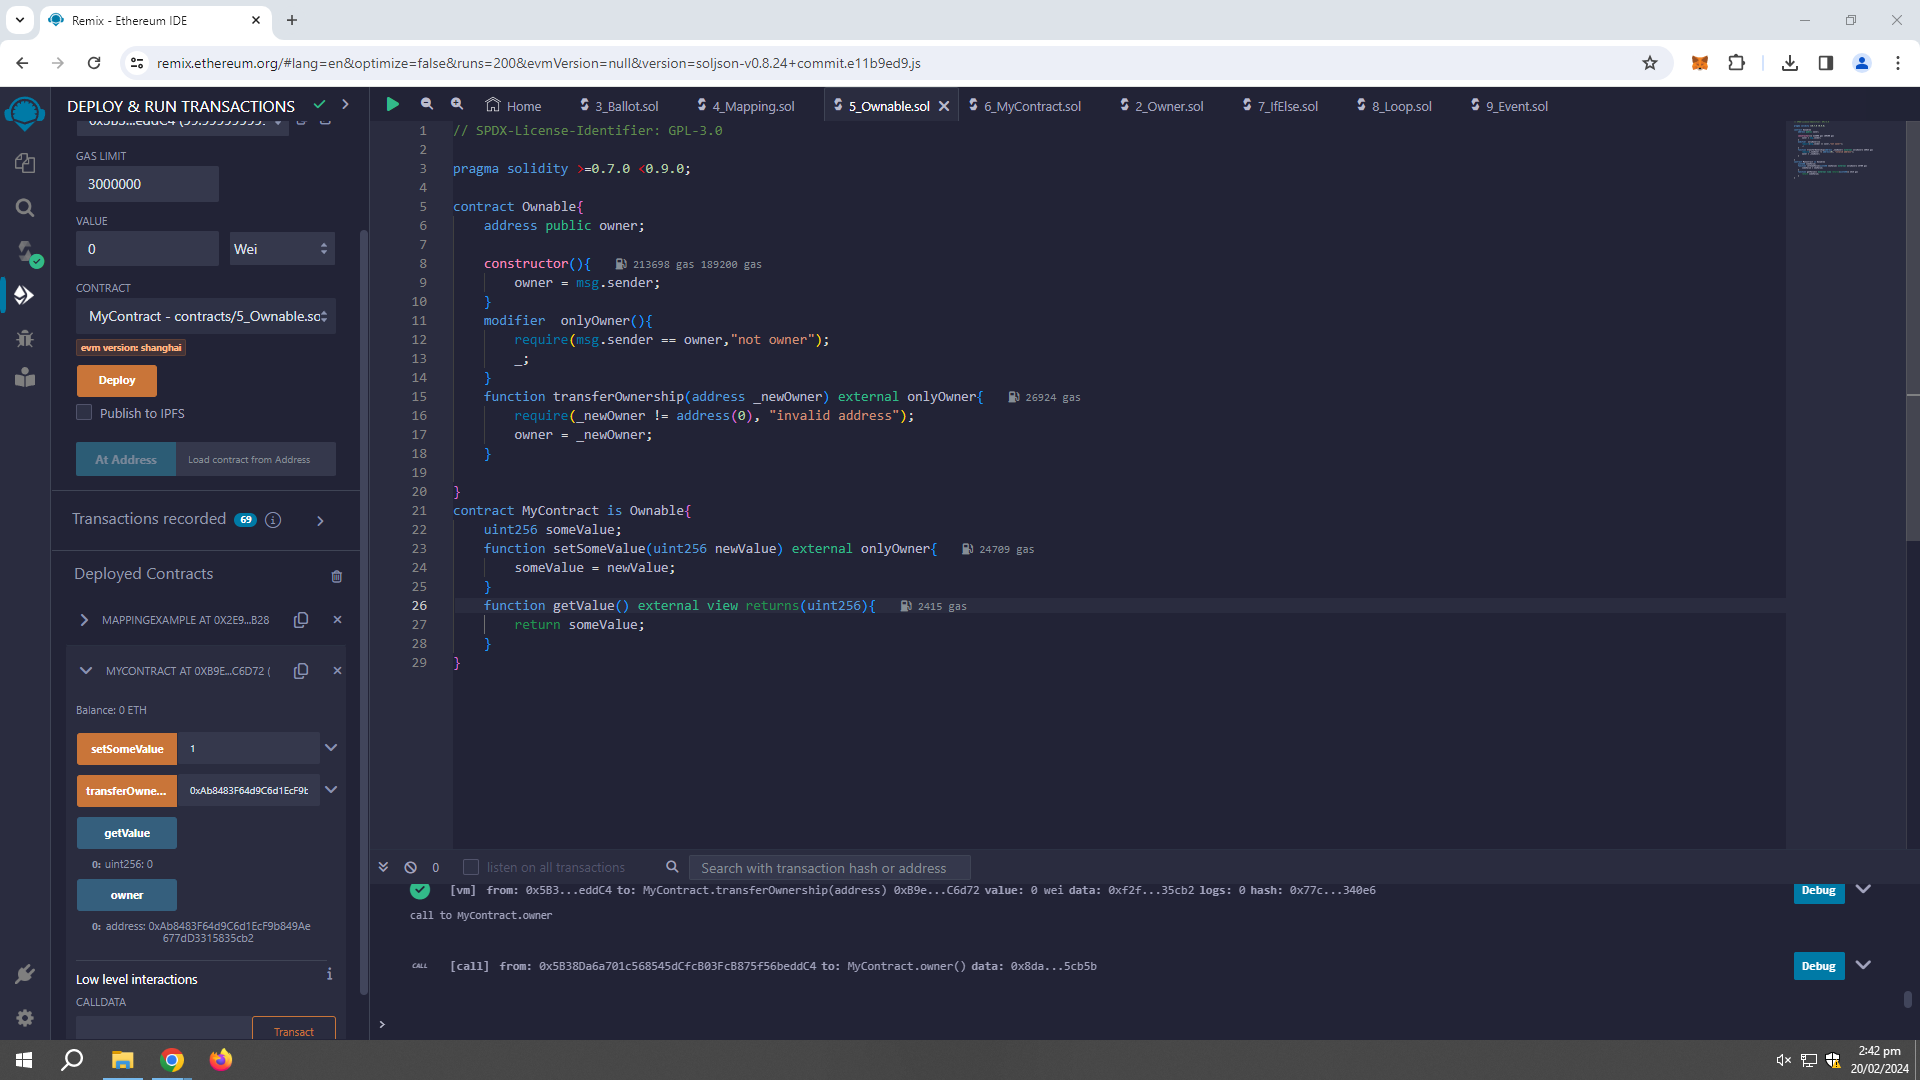 Remix - Ethereum IDE
remix.ethereum.org/#lang=en&optimize=false&runs=200&evmVersion=null&version=soljson-v0.8.24+commit.e11b9ed9.js
DEPLOY & RUN TRANSACTIONS
GAS LIMIT
3000000
VALUE
0 Wei
CONTRACT
MyContract - contracts/5_Ownable.so
evm version: shanghai
Deploy
Publish to IPFS
At Address Load contract from Address
Transactions recorded 69 i
Deployed Contracts
MAPPINGEXAMPLE AT 0X2E9...B28
MYCONTRACT AT 0XB9E...C6D72 (
Balance: 0 ETH
setSomeValue 1
transferOwne... 0xAb8483F64d9C6d1EcF9b
getValue
0: uint256: 0
owner
0: address: 0xAb8483F64d9C6d1EcF9b849Ae
677dD3315835cb2
Low level interactions i
CALLDATA
Transact
Home 3_Ballot.sol 4_Mapping.sol 5_Ownable.sol 6_MyContract.sol 2_Owner.sol 7_IfElse.sol 8_Loop.sol 9_Event.sol
1 // SPDX-License-Identifier: GPL-3.0
2
3 pragma solidity >=0.7.0 <0.9.0;
4
5 contract Ownable{
6 address public owner;
7
8 constructor(){ 213698 gas 189200 gas
9 owner = msg.sender;
10 }
11 modifier  onlyOwner(){
12 require(msg.sender == owner,"not owner");
13 _;
14 }
15 function transferOwnership(address _newOwner) external onlyOwner{ 26924 gas
16 require(_newOwner != address(0), "invalid address");
17 owner = _newOwner;
18 }
19
20 }
21 contract MyContract is Ownable{
22 uint256 someValue;
23 function setSomeValue(uint256 newValue) external onlyOwner{ 24709 gas
24 someValue = newValue;
25 }
26 function getValue() external view returns(uint256){ 2415 gas
27 return someValue;
28 }
29 }
0 listen on all transactions Search with transaction hash or address
[vm] from: 0x5B3...eddC4 to: MyContract.transferOwnership(address) 0xB9e...C6d72 value: 0 wei data: 0xf2f...35cb2 logs: 0 hash: 0x77c...340e6 Debug
call to MyContract.owner
CALL [call] from: 0x5B38Da6a701c568545dCfcB03FcB875f56beddC4 to: MyContract.owner() data: 0x8da...5cb5b Debug
>
2:42 pm
20/02/2024